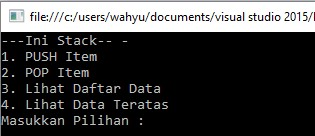 file:///c:/users/wahyu/documents/visual studio 2015/
---Ini Stack-- -
1. PUSH Item
2. POP Item
3. Lihat Daftar Data
4. Lihat Data Teratas
Masukkan Pilihan :